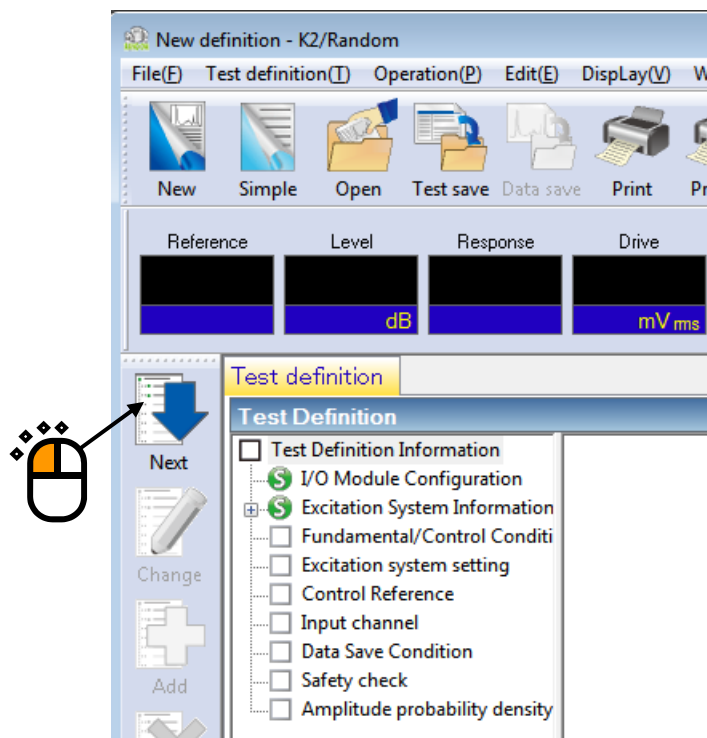 New definition - K2/Random
File(F) Test definition(T) Operation(P) Edit(E) DispLay(V) W
New Simple Open Test save Data save Print Pr
Reference Level Response Drive
dB mV rms
Test definition
Test Definition
Next
Change
Add
Test Definition Information
S I/O Module Configuration
S Excitation System Information
Fundamental/Control Conditi
Excitation system setting
Control Reference
Input channel
Data Save Condition
Safety check
Amplitude probability density